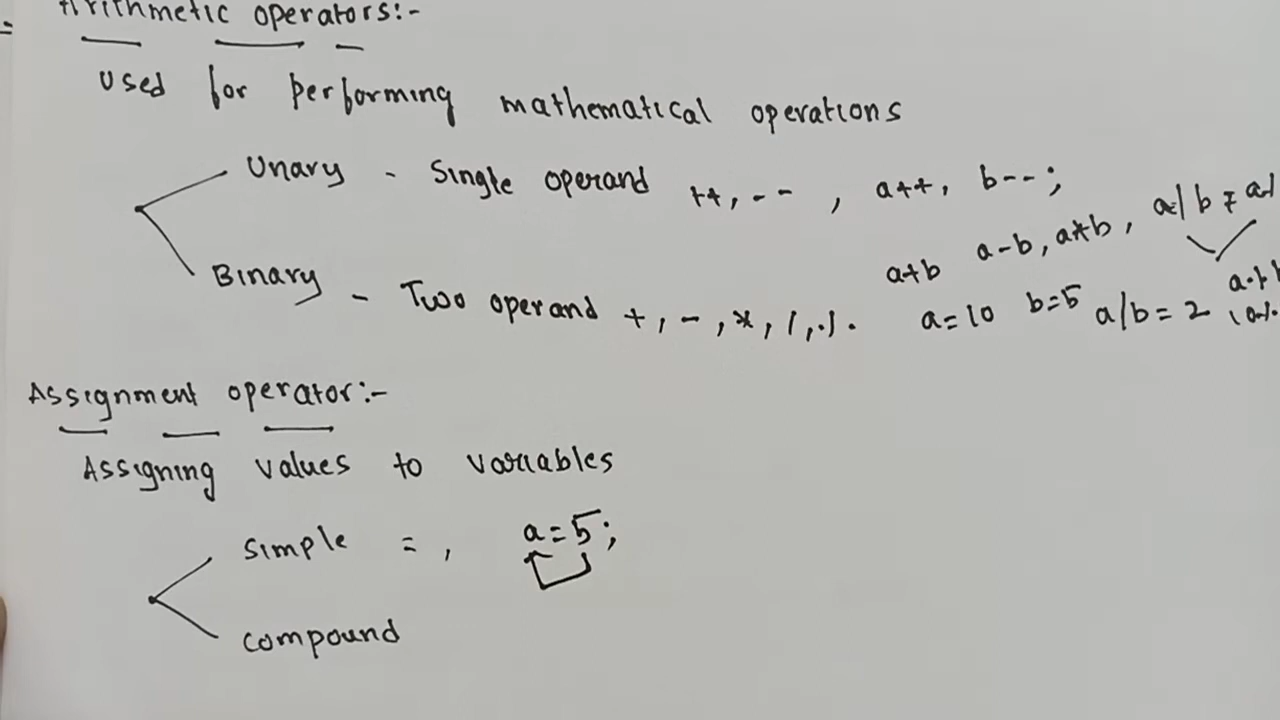 Arithmetic operators:-
Used for performing mathematical operations
Unary - Single operand ++, -- , a++, b--;
Binary - Two operand +, -, *, /, %. a+b a-b, a*b, a/b
a=10 b=5 a/b = 2
Assignment operator:-
Assigning values to variables
Simple = , a=5;
compound